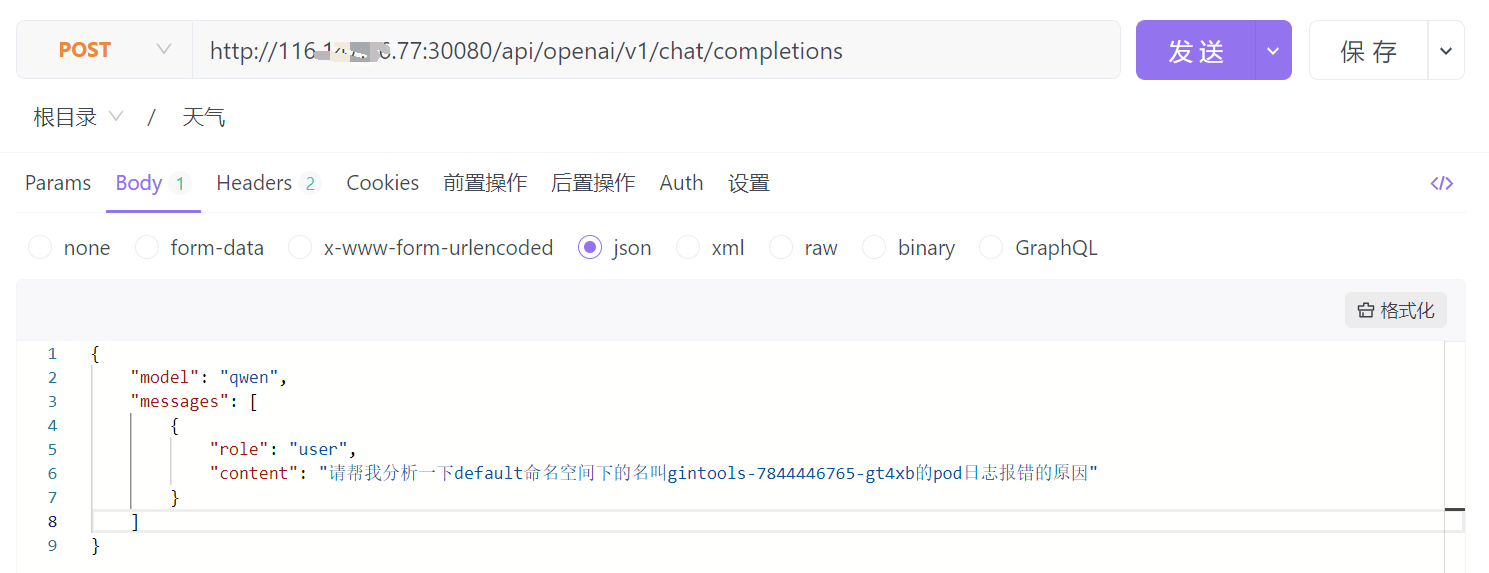 POST http://116.14 6.77:30080/api/openai/v1/chat/completions 发送 保存
根目录 / 天气
Params Body 1 Headers 2 Cookies 前置操作 后置操作 Auth 设置 </>
none form-data x-www-form-urlencoded json xml raw binary GraphQL
格式化
1 {
2 "model": "qwen",
3 "messages": [
4 {
5 "role": "user",
6 "content": "请帮我分析一下default命名空间下的名叫gintools-7844446765-gt4xb的pod日志报错的原因"
7 }
8 ]
9 }